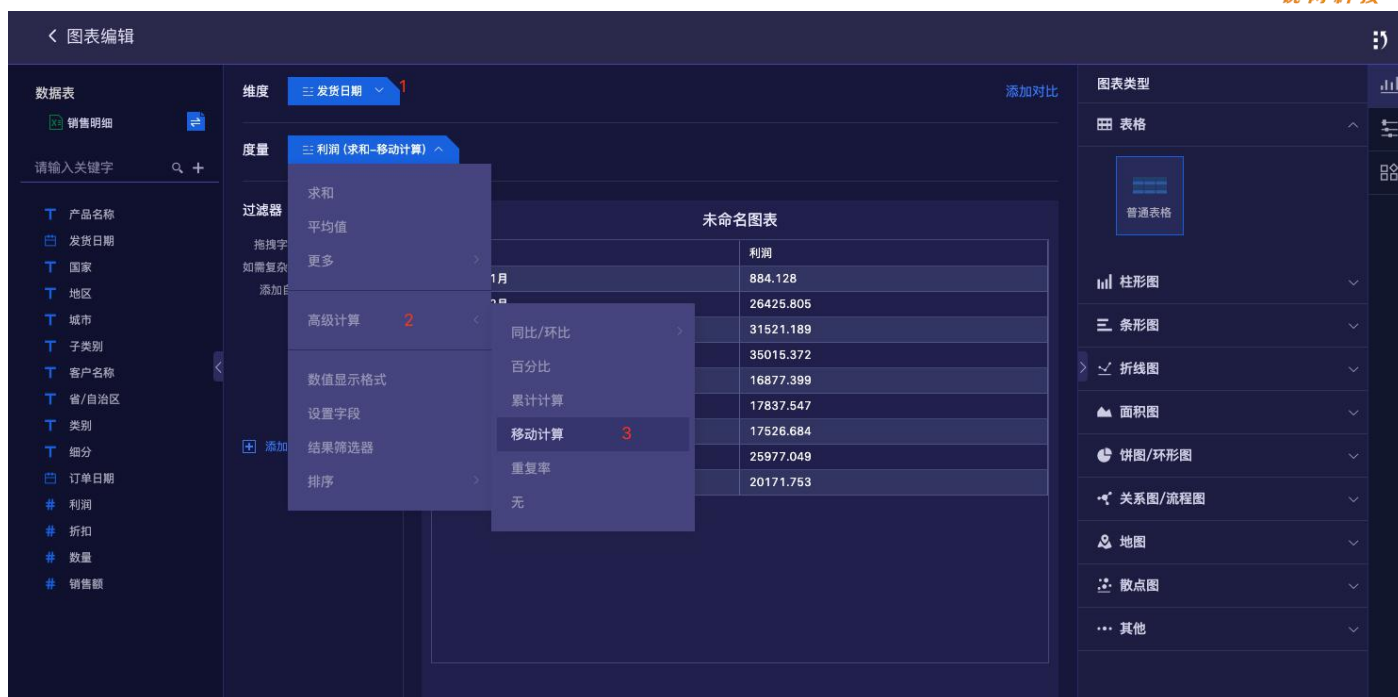 图表编辑
数据表
销售明细
请输入关键字
产品名称
发货日期
国家
地区
城市
子类别
客户名称
省/自治区
类别
细分
订单日期
利润
折扣
数量
销售额
维度
发货日期
1
添加对比
度量
利润 (求和-移动计算)
求和
平均值
更多
高级计算
2
数值显示格式
设置字段
结果筛选器
排序
同比/环比
百分比
累计计算
移动计算
3
重复率
无
过滤器
拖拽字
如需复杂
添加
未命名图表
利润
1月
884.128
26425.805
31521.189
35015.372
16877.399
17837.547
17526.684
25977.049
20171.753
图表类型
表格
普通表格
柱形图
条形图
折线图
面积图
饼图/环形图
关系图/流程图
地图
散点图
其他